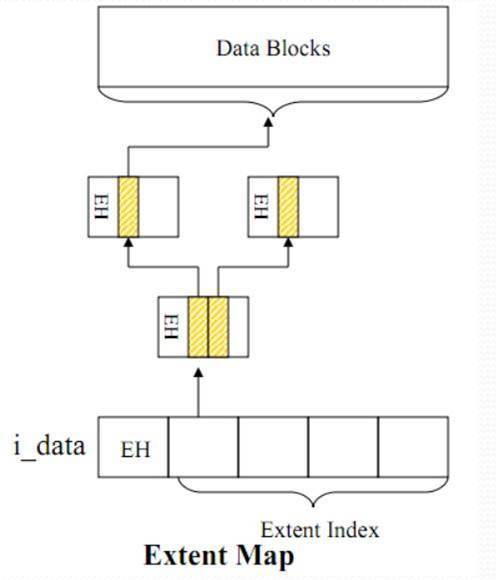 Data Blocks
EH
EH
EH
i_data
EH
Extent Index
Extent Map